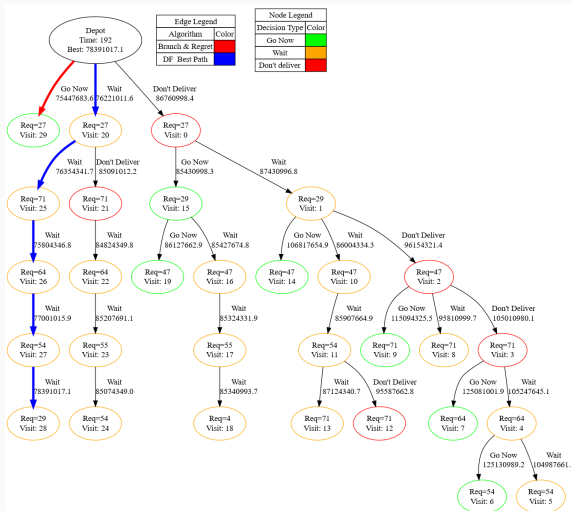 Depot
Time: 192
Best: 78391017.1
Edge Legend
Algorithm Color
Branch & Regret
DF Best Path
Node Legend
Decision Type Color
Go Now
Wait
Don't deliver
Go Now
75447683.6
Wait
76221011.6
Don't Deliver
86760998.4
Req=27
Visit: 29
Req=27
Visit: 20
Req=27
Visit: 0
Wait
76354341.7
Don't Deliver
85091012.2
Go Now
85430998.3
Wait
87430996.8
Req=71
Visit: 25
Req=71
Visit: 21
Req=29
Visit: 15
Req=29
Visit: 1
Wait
75804346.8
Wait
84824349.8
Go Now
86127662.9
Wait
85427674.8
Go Now
106817654.9
Wait
86004334.3
Don't Deliver
96154321.4
Req=64
Visit: 26
Req=64
Visit: 22
Req=47
Visit: 19
Req=47
Visit: 16
Req=47
Visit: 14
Req=47
Visit: 10
Req=47
Visit: 2
Wait
77001015.9
Wait
85207691.1
Wait
85324331.9
Wait
85907664.9
Go Now
115094325.5
Wait
95810999.7
Don't Deliver
105010980.1
Req=54
Visit: 27
Req=55
Visit: 23
Req=55
Visit: 17
Req=54
Visit: 11
Req=71
Visit: 9
Req=71
Visit: 8
Req=71
Visit: 3
Wait
78391017.1
Wait
85074349.0
Wait
85340993.7
Wait
87124340.7
Don't Deliver
95587662.8
Go Now
125081001.9
Wait
105247645.1
Req=29
Visit: 28
Req=54
Visit: 24
Req=4
Visit: 18
Req=71
Visit: 13
Req=71
Visit: 12
Req=64
Visit: 7
Req=64
Visit: 4
Go Now
125130989.2
Wait
104987661.
Req=54
Visit: 6
Req=54
Visit: 5